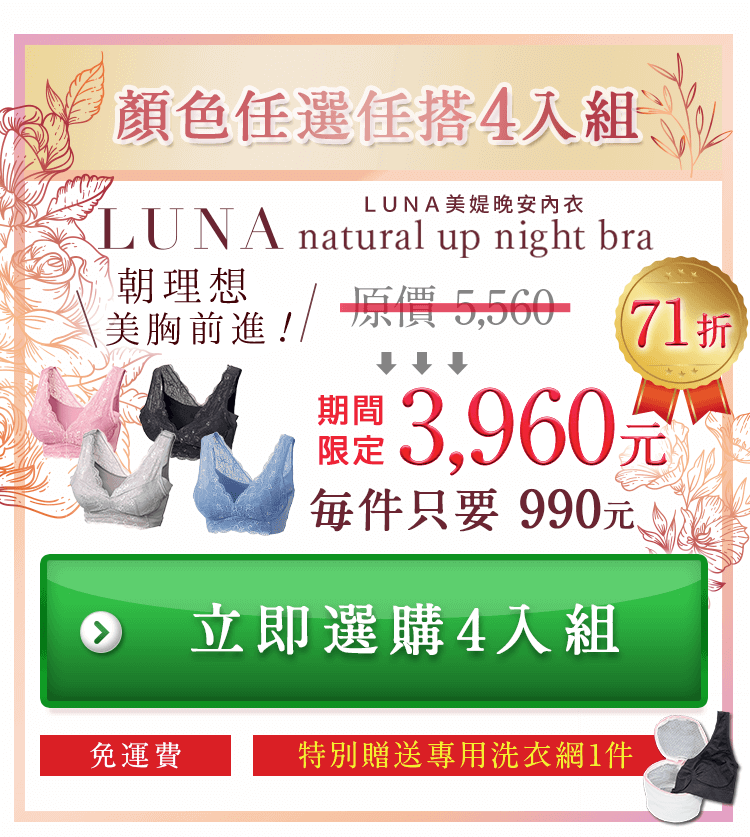 顏色任選任搭4入組
LUNA美媞晚安內衣
LUNA natural up night bra
朝理想
美胸前進！
原價 5,560
71折
期間
限定
3,960元
每件只要 990元
立即選購4入組
免運費
特別贈送專用洗衣網1件